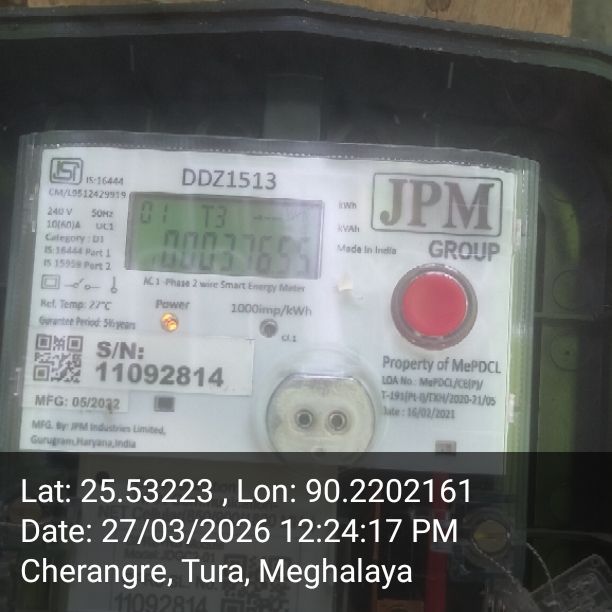 IS:16444
CM/L9512429919
DDZ1513
240 V 50Hz
10(60)A UC1
Category : D1
IS:16444 Part 1
IS 15959 Part 2
01 T3
kWh
kVAh
Made in India
JPM
GROUP
AC 1-Phase 2 wire Smart Energy Meter
Ref. Temp: 27°C
Gurantee Period: 5½years
Power
1000imp/kWh
Cl.1
S/N:
11092814
MFG: 05/2022
MFG. By: JPM Industries Limited,
Gurugram,Haryana,India
Property of MePDCL
LOA No.: MePDCL/CE(P)/
T-191(Pt-I)/TKH/2020-21/05
Date : 16/02/2021
Lat: 25.53223 , Lon: 90.2202161
Date: 27/03/2026 12:24:17 PM
Cherangre, Tura, Meghalaya
11092814